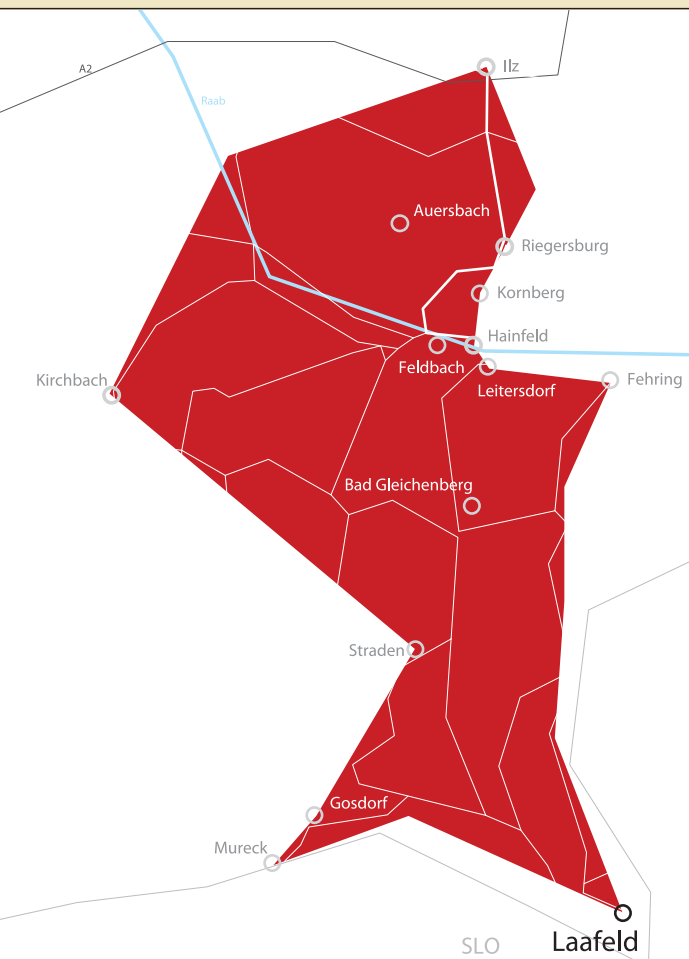 Ilz
A2
Raab
Auersbach
Riegersburg
Kornberg
Hainfeld
Feldbach
Kirchbach
Fehring
Leitersdorf
Bad Gleichenberg
Straden
Gosdorf
Mureck
SLO
Laafeld